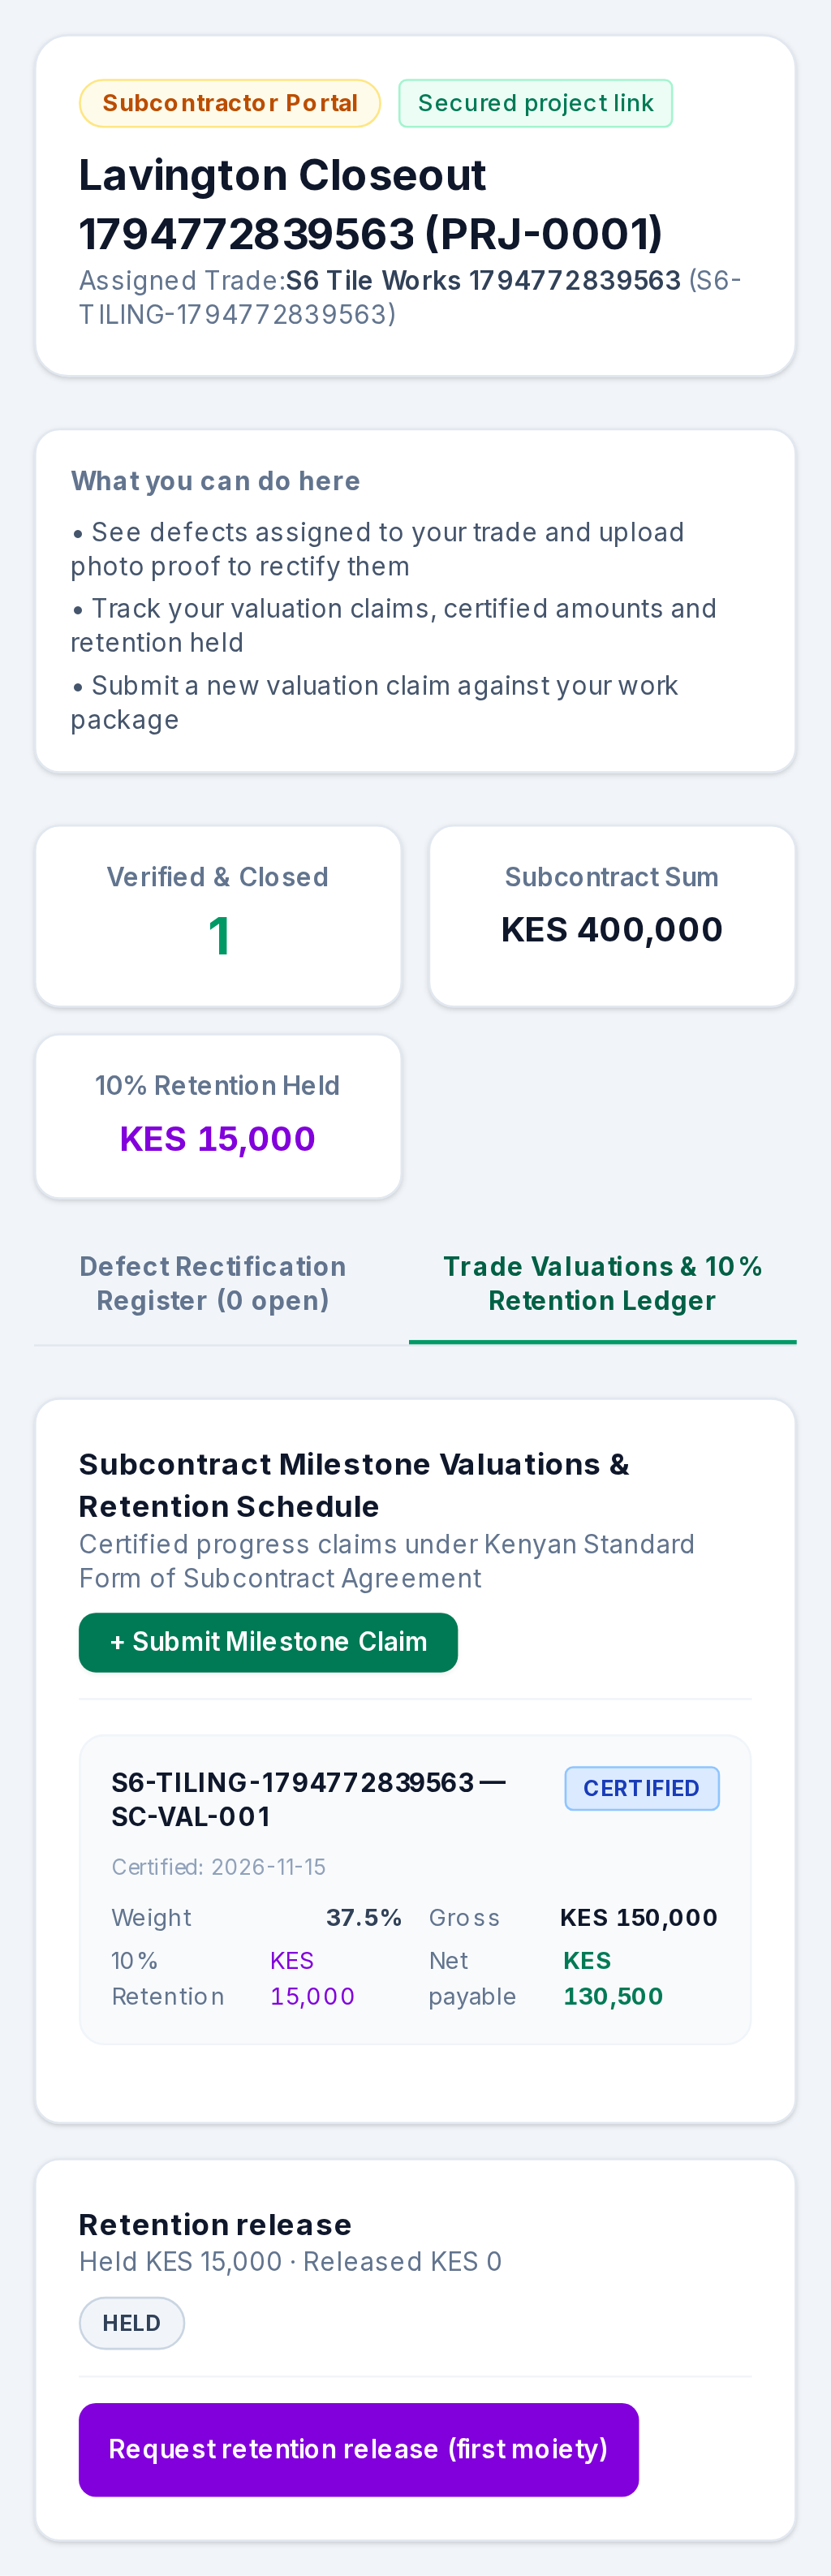 Subcontractor Portal
Secured project link
Lavington Closeout
1794772839563 (PRJ-0001)
Assigned Trade:S6 Tile Works 1794772839563 (S6-
TILING-1794772839563)
What you can do here
• See defects assigned to your trade and upload
photo proof to rectify them
• Track your valuation claims, certified amounts and
retention held
• Submit a new valuation claim against your work
package
Verified & Closed
1
Subcontract Sum
KES 400,000
10% Retention Held
KES 15,000
Defect Rectification
Register (0 open)
Trade Valuations & 10%
Retention Ledger
Subcontract Milestone Valuations &
Retention Schedule
Certified progress claims under Kenyan Standard
Form of Subcontract Agreement
+ Submit Milestone Claim
S6-TILING-1794772839563 —
SC-VAL-001
CERTIFIED
Certified: 2026-11-15
Weight 37.5% Gross KES 150,000
10% KES Net KES
Retention 15,000 payable 130,500
Retention release
Held KES 15,000 · Released KES 0
HELD
Request retention release (first moiety)